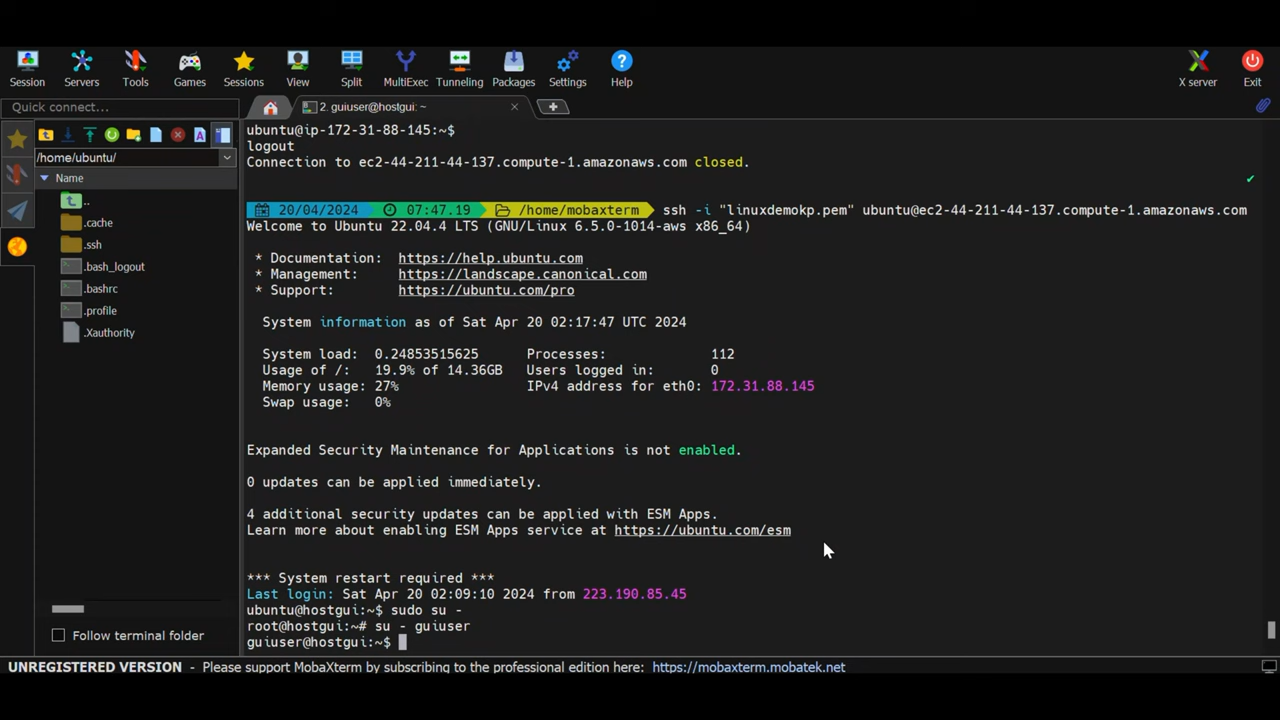 Session Servers Tools Games Sessions View Split MultiExec Tunneling Packages Settings Help X server Exit
Quick connect...
2. guiuser@hostgui: ~
/home/ubuntu/
Name
..
.cache
.ssh
.bash_logout
.bashrc
.profile
.Xauthority
Follow terminal folder
ubuntu@ip-172-31-88-145:~$
logout
Connection to ec2-44-211-44-137.compute-1.amazonaws.com closed.
20/04/2024 07:47.19 /home/mobaxterm ssh -i "linuxdemokp.pem" ubuntu@ec2-44-211-44-137.compute-1.amazonaws.com
Welcome to Ubuntu 22.04.4 LTS (GNU/Linux 6.5.0-1014-aws x86_64)
* Documentation: https://help.ubuntu.com
* Management: https://landscape.canonical.com
* Support: https://ubuntu.com/pro
System information as of Sat Apr 20 02:17:47 UTC 2024
System load: 0.24853515625 Processes: 112
Usage of /: 19.9% of 14.36GB Users logged in: 0
Memory usage: 27% IPv4 address for eth0: 172.31.88.145
Swap usage: 0%
Expanded Security Maintenance for Applications is not enabled.
0 updates can be applied immediately.
4 additional security updates can be applied with ESM Apps.
Learn more about enabling ESM Apps service at https://ubuntu.com/esm
*** System restart required ***
Last login: Sat Apr 20 02:09:10 2024 from 223.190.85.45
ubuntu@hostgui:~$ sudo su -
root@hostgui:~# su - guiuser
guiuser@hostgui:~$
UNREGISTERED VERSION - Please support MobaXterm by subscribing to the professional edition here: https://mobaxterm.mobatek.net